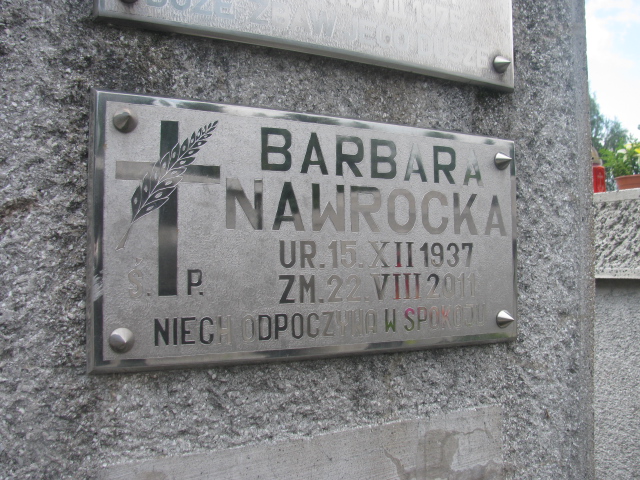 BARBARA
NAWROCKA
UR. 15. XII 1937
Ś. P.
ZM. 22. VIII 2011
NIECH ODPOCZYWA W SPOKOJU